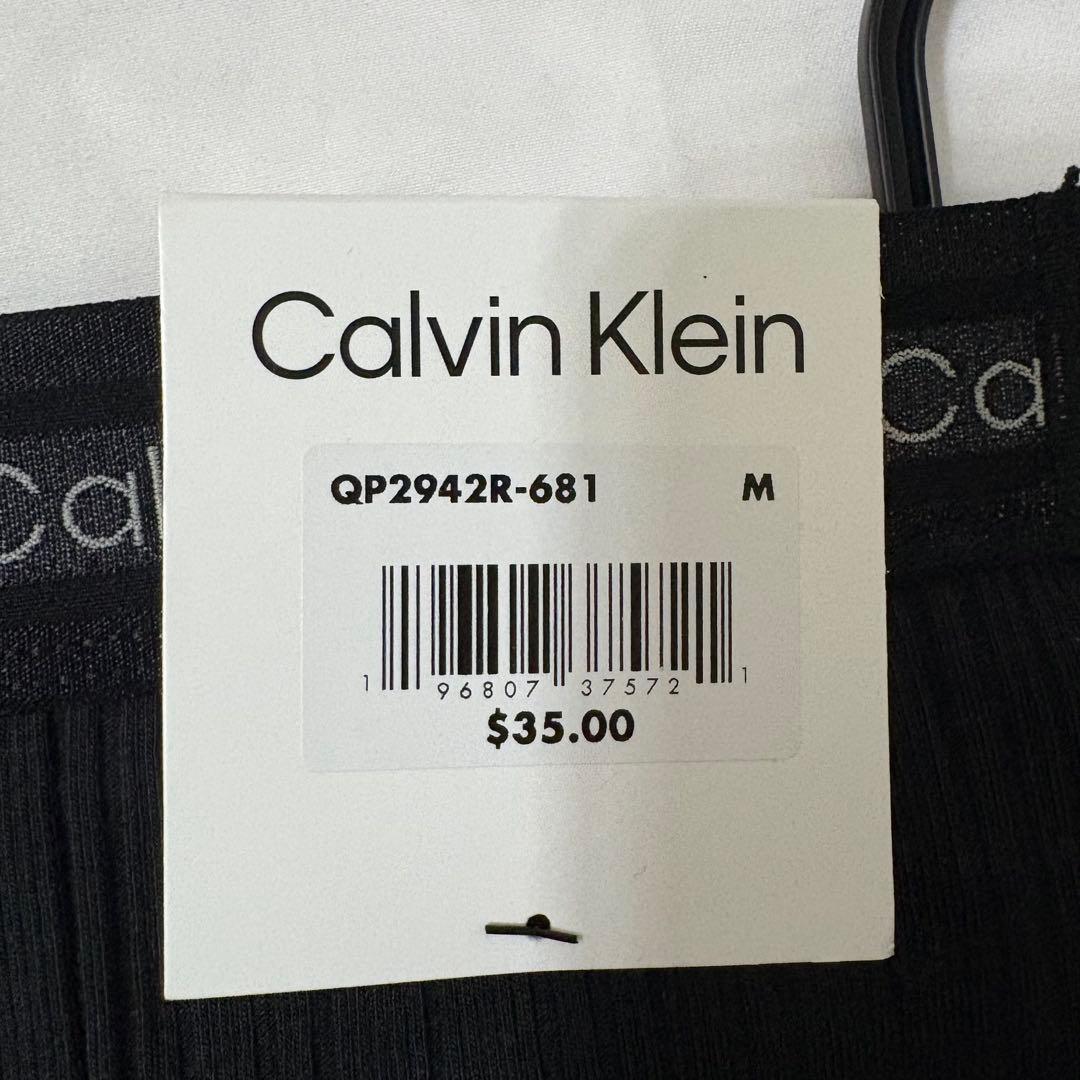 Calvin Klein
Ca
Cal
QP2942R-681 M
1 96807 37572 1
$35.00